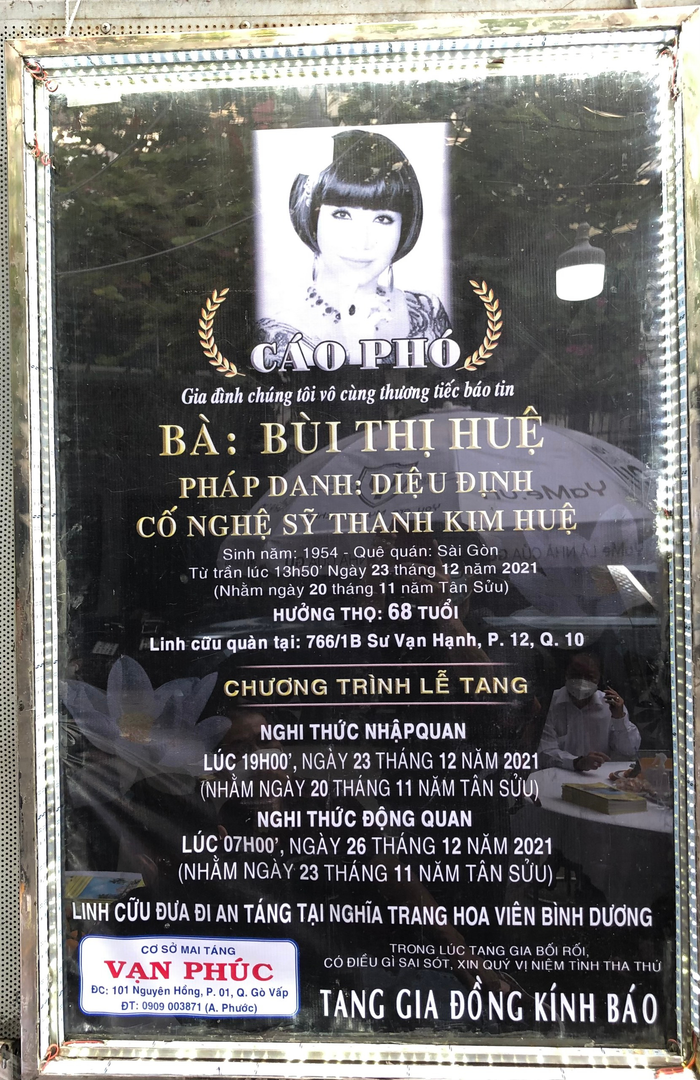 CÁO PHÓ
Gia đình chúng tôi vô cùng thương tiếc báo tin
BÀ: BÙI THỊ HUỆ
PHÁP DANH: DIỆU ĐỊNH
CỐ NGHỆ SỸ THANH KIM HUỆ
Sinh năm: 1954 - Quê quán: Sài Gòn
Từ trần lúc 13h50' Ngày 23 tháng 12 năm 2021
(Nhằm ngày 20 tháng 11 năm Tân Sửu)
HƯỞNG THỌ: 68 TUỔI
Linh cữu quàn tại: 766/1B Sư Vạn Hạnh, P. 12, Q. 10
CHƯƠNG TRÌNH LỄ TANG
NGHI THỨC NHẬPQUAN
LÚC 19H00', NGÀY 23 THÁNG 12 NĂM 2021
(NHẰM NGÀY 20 THÁNG 11 NĂM TÂN SỬU)
NGHI THỨC ĐỘNG QUAN
LÚC 07H00', NGÀY 26 THÁNG 12 NĂM 2021
(NHẰM NGÀY 23 THÁNG 11 NĂM TÂN SỬU)
LINH CỮU ĐƯA ĐI AN TÁNG TẠI NGHĨA TRANG HOA VIÊN BÌNH DƯƠNG
CƠ SỞ MAI TÁNG
VẠN PHÚC
ĐC: 101 Nguyên Hồng, P. 01, Q. Gò Vấp
ĐT: 0909 003871 (A. Phước)
TRONG LÚC TANG GIA BỐI RỐI,
CÓ ĐIỀU GÌ SAI SÓT, XIN QUÝ VỊ NIỆM TÌNH THA THỨ
TANG GIA ĐỒNG KÍNH BÁO